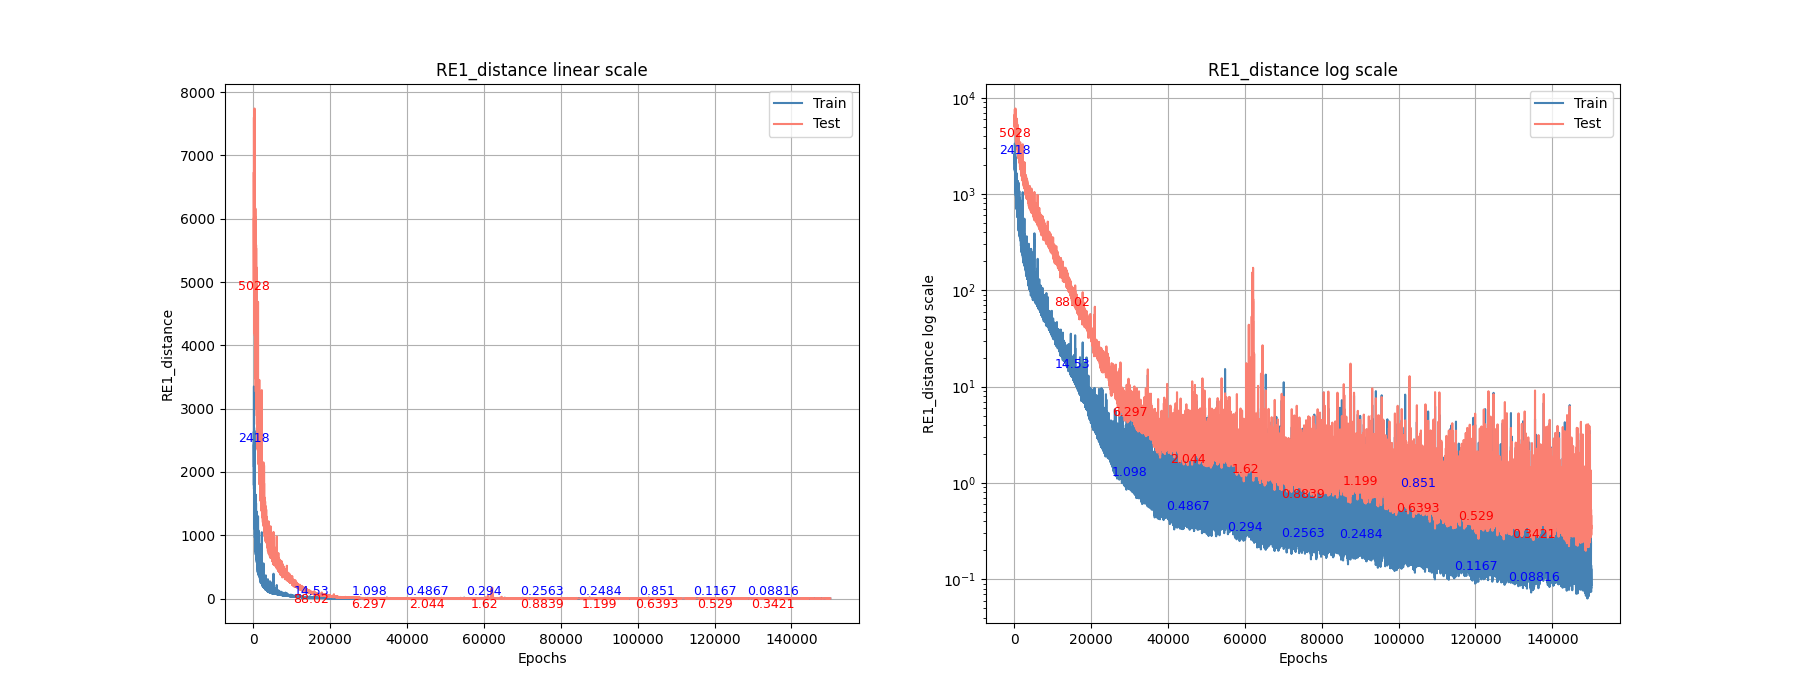 RE1_distance linear scale
8000
7000
6000
5000
4000
3000
2000
1000
0
RE1_distance
5028
2418
14.53 1.098 0.4867 0.294 0.2563 0.2484 0.851 0.1167 0.08816
88.02 6.297 2.044 1.62 0.8839 1.199 0.6393 0.529 0.3421
0 20000 40000 60000 80000 100000 120000 140000
Epochs
Train
Test
RE1_distance log scale
10^4
10^3
10^2
10^1
10^0
10^-1
RE1_distance log scale
5028
2418
88.02
14.53
6.297
1.098
2.044
0.4867
1.62
0.294
0.8839
0.2563
1.199
0.2484
0.851
0.6393
0.529
0.1167
0.3421
0.08816
0 20000 40000 60000 80000 100000 120000 140000
Epochs
Train
Test